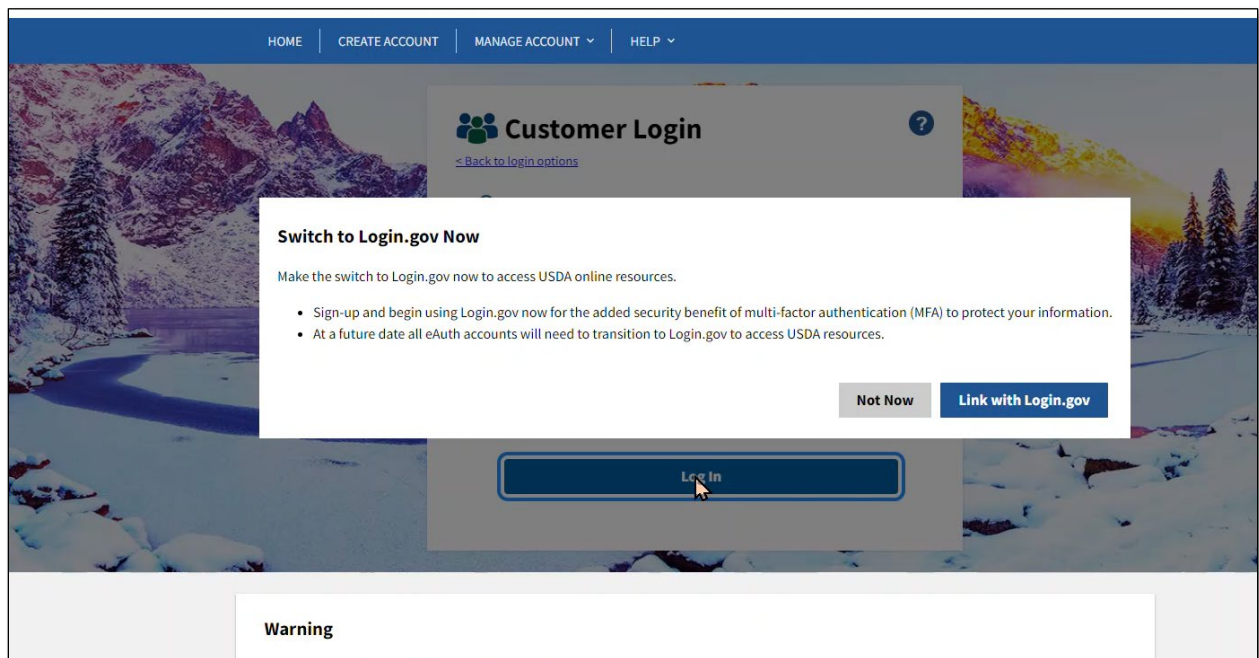 HOME
CREATE ACCOUNT
MANAGE ACCOUNT
HELP
Customer Login
?
< Back to login options
Switch to Login.gov Now
Make the switch to Login.gov now to access USDA online resources.
• Sign-up and begin using Login.gov now for the added security benefit of multi-factor authentication (MFA) to protect your information.
• At a future date all eAuth accounts will need to transition to Login.gov to access USDA resources.
Not Now
Link with Login.gov
Log In
Warning